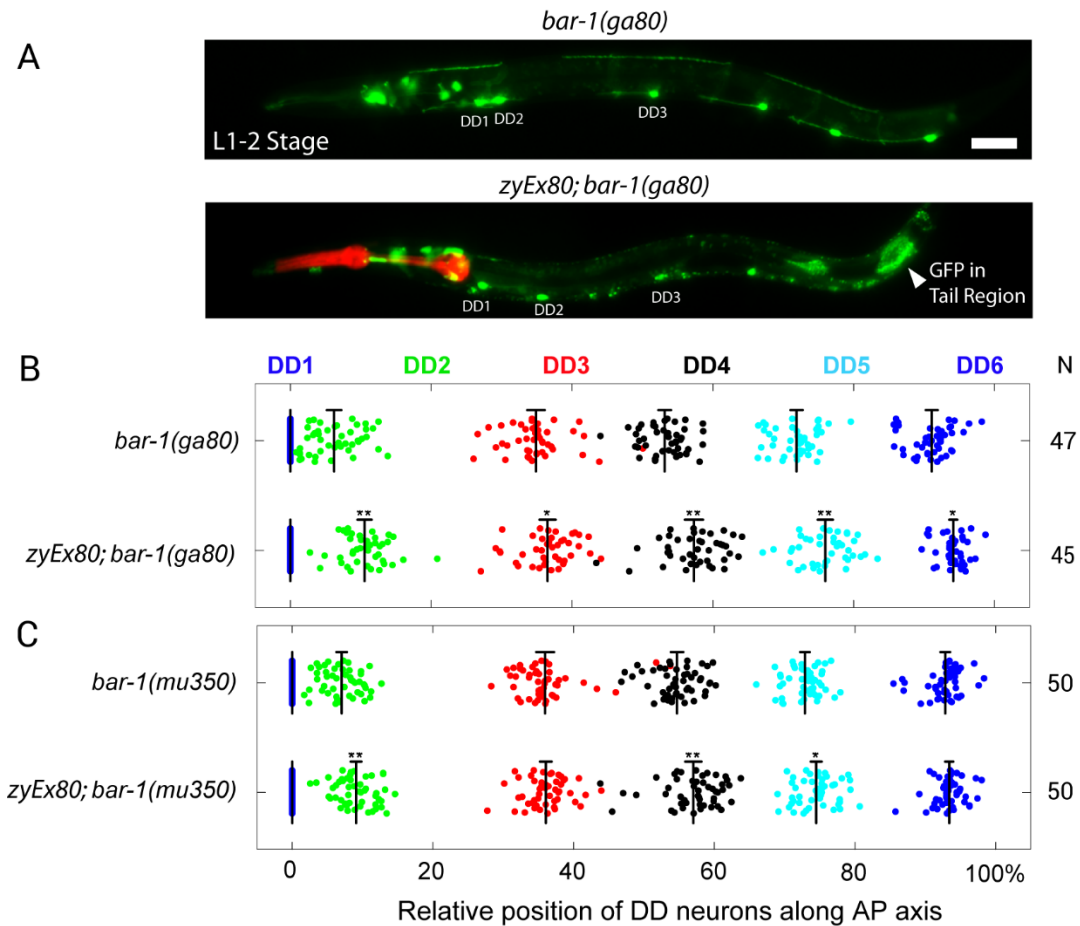 A
bar-1(ga80)
DD1 DD2 DD3
L1-2 Stage
zyEx80; bar-1(ga80)
DD1 DD2 DD3
GFP in
Tail Region
B
DD1 DD2 DD3 DD4 DD5 DD6 N
bar-1(ga80) 47
** * ** ** *
zyEx80; bar-1(ga80) 45
C
bar-1(mu350) 50
** ** *
zyEx80; bar-1(mu350) 50
0 20 40 60 80 100%
Relative position of DD neurons along AP axis